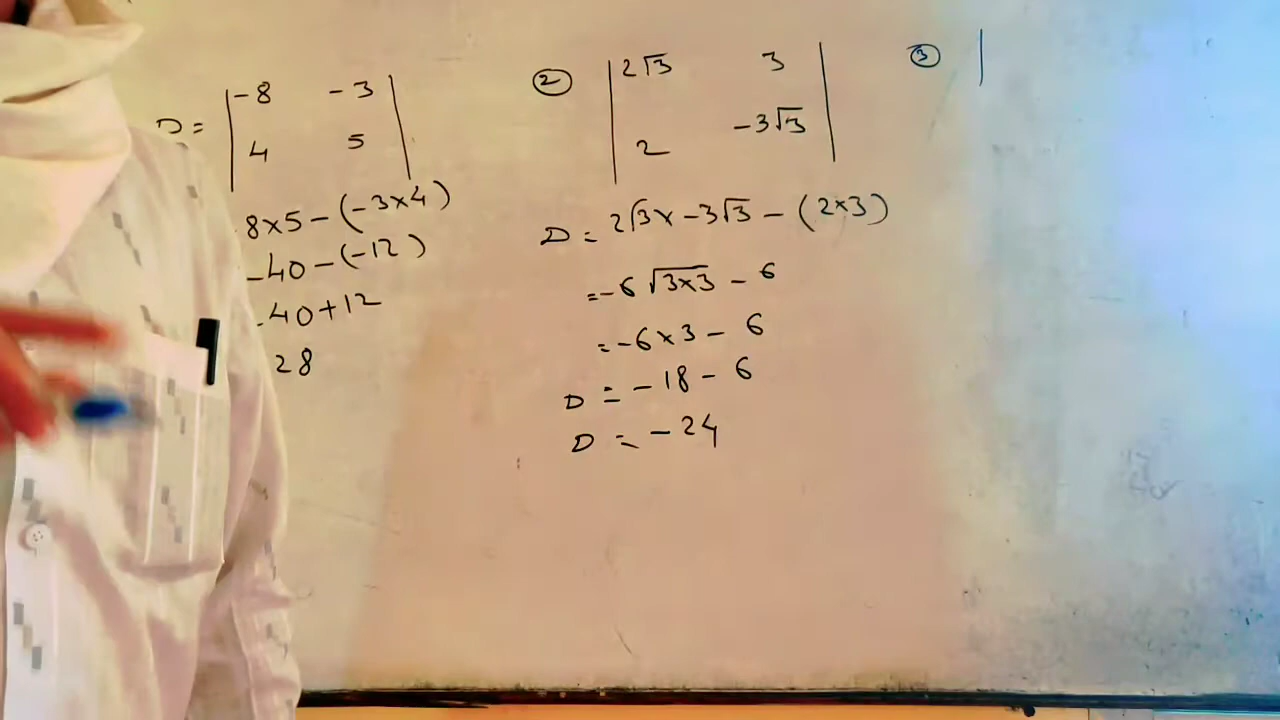 D = | -8 -3 |
| 4 5 |
8×5-(-3×4)
-40-(-12)
-40+12
28
② | 2√3 3 |
| 2 -3√3 |
D = 2√3× -3√3 - (2×3)
=-6 √3×3 - 6
=-6×3 - 6
D = -18 - 6
D = -24
③ |